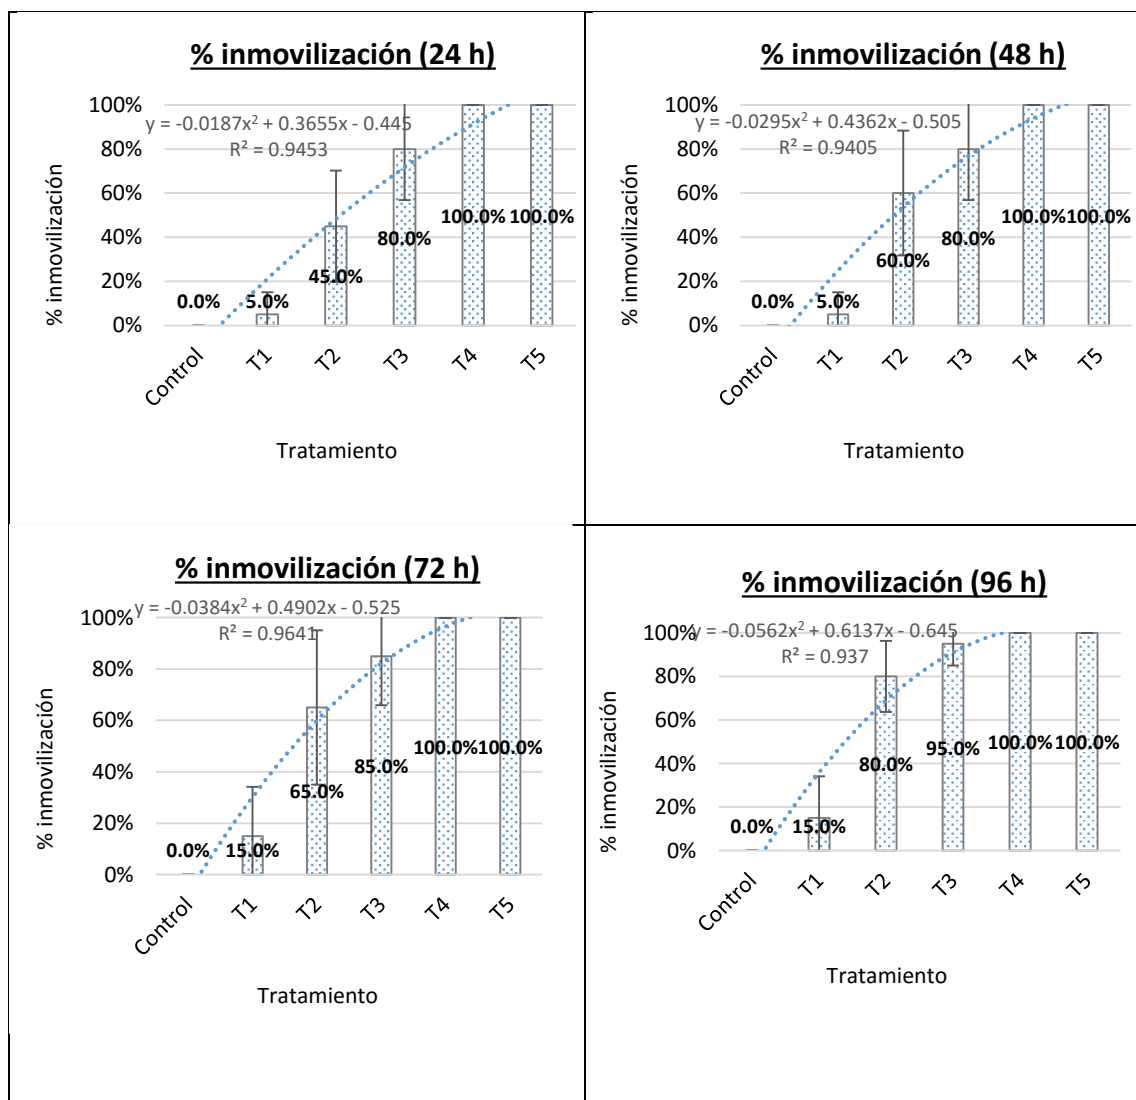 % inmovilización (24 h)
y = -0.0187x² + 0.3655x - 0.445
R² = 0.9453
% inmovilización
100%
80%
60%
40%
20%
0%
0.0%
5.0%
45.0%
80.0%
100.0%
100.0%
Control
T1
T2
T3
T4
T5
Tratamiento
% inmovilización (48 h)
y = -0.0295x² + 0.4362x - 0.505
R² = 0.9405
% inmovilización
100%
80%
60%
40%
20%
0%
0.0%
5.0%
60.0%
80.0%
100.0%
100.0%
Control
T1
T2
T3
T4
T5
Tratamiento
% inmovilización (72 h)
y = -0.0384x² + 0.4902x - 0.525
R² = 0.9641
% inmovilización
100%
80%
60%
40%
20%
0%
0.0%
15.0%
65.0%
85.0%
100.0%
100.0%
Control
T1
T2
T3
T4
T5
Tratamiento
% inmovilización (96 h)
y = -0.0562x² + 0.6137x - 0.645
R² = 0.937
% inmovilización
100%
80%
60%
40%
20%
0%
0.0%
15.0%
80.0%
95.0%
100.0%
100.0%
Control
T1
T2
T3
T4
T5
Tratamiento